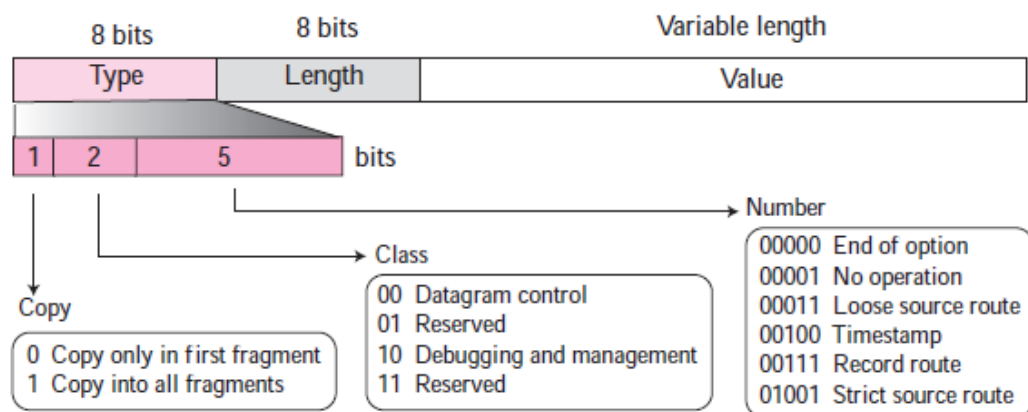 8 bits 8 bits Variable length
Type Length Value
1 2 5 bits
Number
00000 End of option
00001 No operation
00011 Loose source route
00100 Timestamp
00111 Record route
01001 Strict source route
Class
00 Datagram control
01 Reserved
10 Debugging and management
11 Reserved
Copy
0 Copy only in first fragment
1 Copy into all fragments